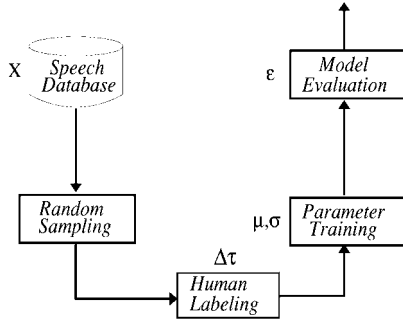 X
Speech
Database
Random
Sampling
Δτ
Human
Labeling
μ,σ
Parameter
Training
ε
Model
Evaluation